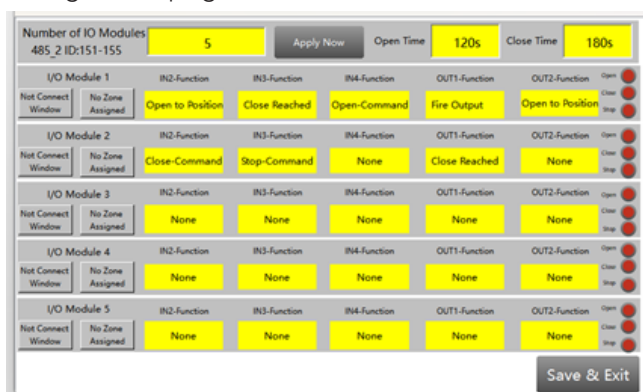 Number of IO Modules
485_2 ID:151-155
5
Apply Now
Open Time
120s
Close Time
180s
I/O Module 1
IN2-Function
IN3-Function
IN4-Function
OUT1-Function
OUT2-Function
Open
Not Connect
Window
No Zone
Assigned
Open to Position
Close Reached
Open-Command
Fire Output
Open to Position
Close
Stop
I/O Module 2
IN2-Function
IN3-Function
IN4-Function
OUT1-Function
OUT2-Function
Open
Not Connect
Window
No Zone
Assigned
Close-Command
Stop-Command
None
Close Reached
None
Close
Stop
I/O Module 3
IN2-Function
IN3-Function
IN4-Function
OUT1-Function
OUT2-Function
Open
Not Connect
Window
No Zone
Assigned
None
None
None
None
None
Close
Stop
I/O Module 4
IN2-Function
IN3-Function
IN4-Function
OUT1-Function
OUT2-Function
Open
Not Connect
Window
No Zone
Assigned
None
None
None
None
None
Close
Stop
I/O Module 5
IN2-Function
IN3-Function
IN4-Function
OUT1-Function
OUT2-Function
Open
Not Connect
Window
No Zone
Assigned
None
None
None
None
None
Close
Stop
Save & Exit